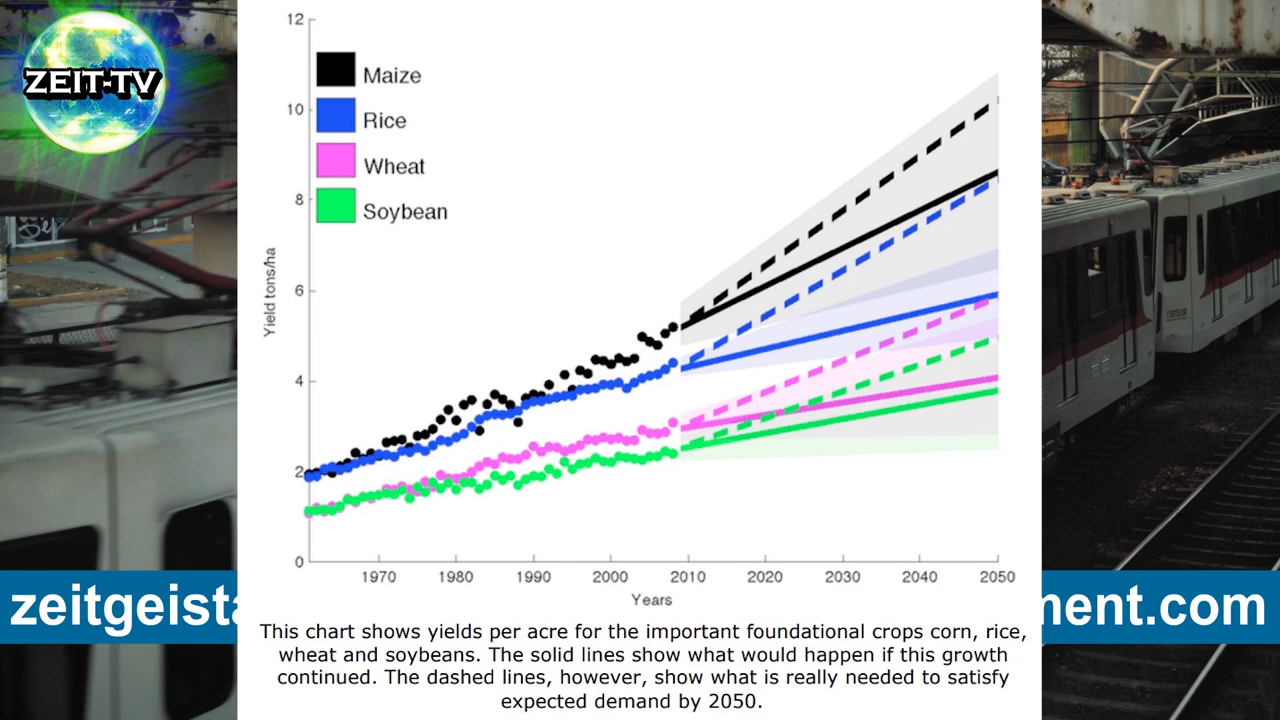 ZEIT-TV
12
10
8
6
4
2
0
Maize
Rice
Wheat
Soybean
Yield tons/ha
1970 1980 1990 2000 2010 2020 2030 2040 2050
Years
zeitgeista
ment.com
This chart shows yields per acre for the important foundational crops corn, rice,
wheat and soybeans. The solid lines show what would happen if this growth
continued. The dashed lines, however, show what is really needed to satisfy
expected demand by 2050.